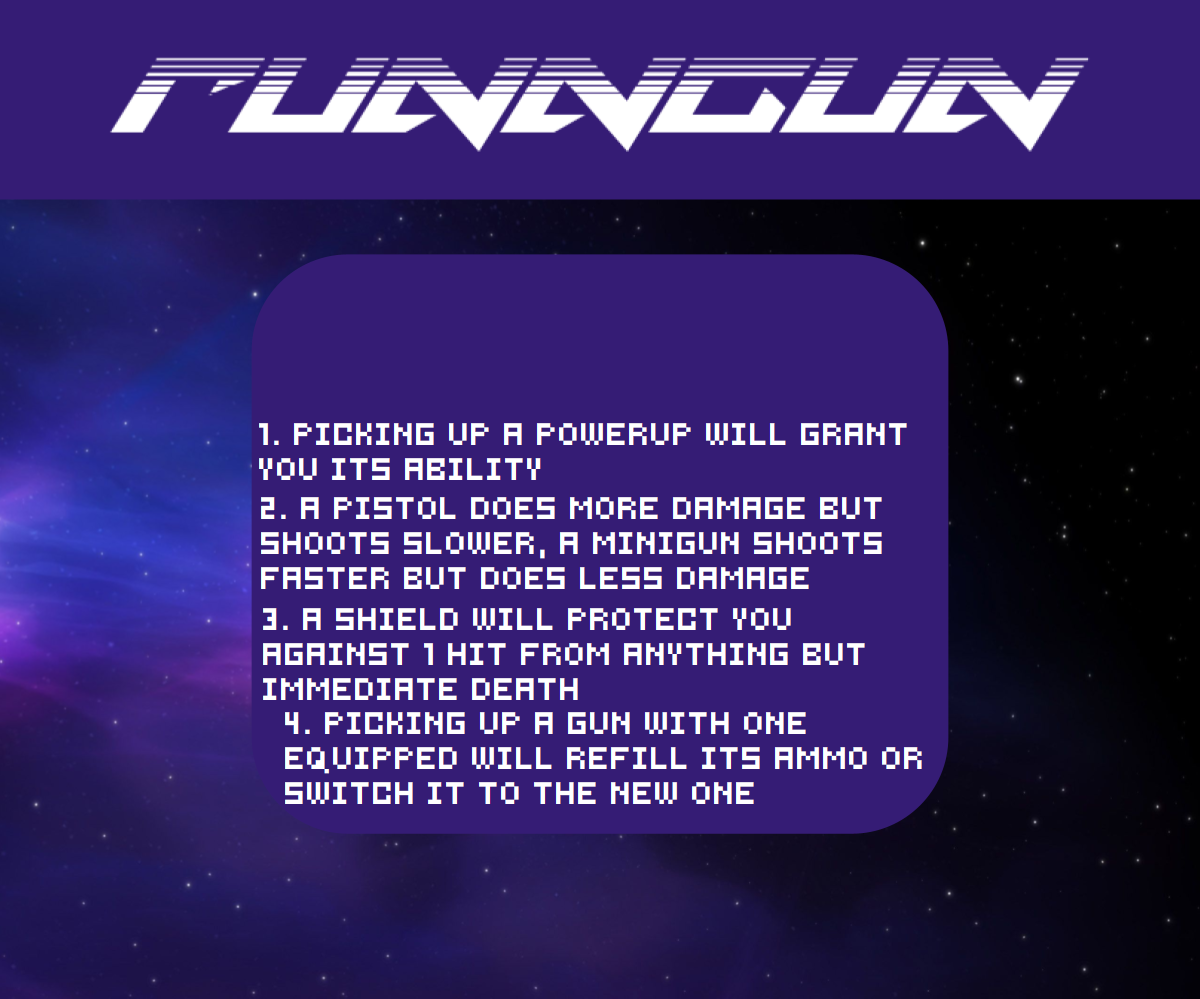 RUNNGUN
1. PICKING UP A POWERUP WILL GRANT
YOU ITS ABILITY
2. A PISTOL DOES MORE DAMAGE BUT
SHOOTS SLOWER, A MINIGUN SHOOTS
FASTER BUT DOES LESS DAMAGE
3. A SHIELD WILL PROTECT YOU
AGAINST 1 HIT FROM ANYTHING BUT
IMMEDIATE DEATH
4. PICKING UP A GUN WITH ONE
EQUIPPED WILL REFILL ITS AMMO OR
SWITCH IT TO THE NEW ONE